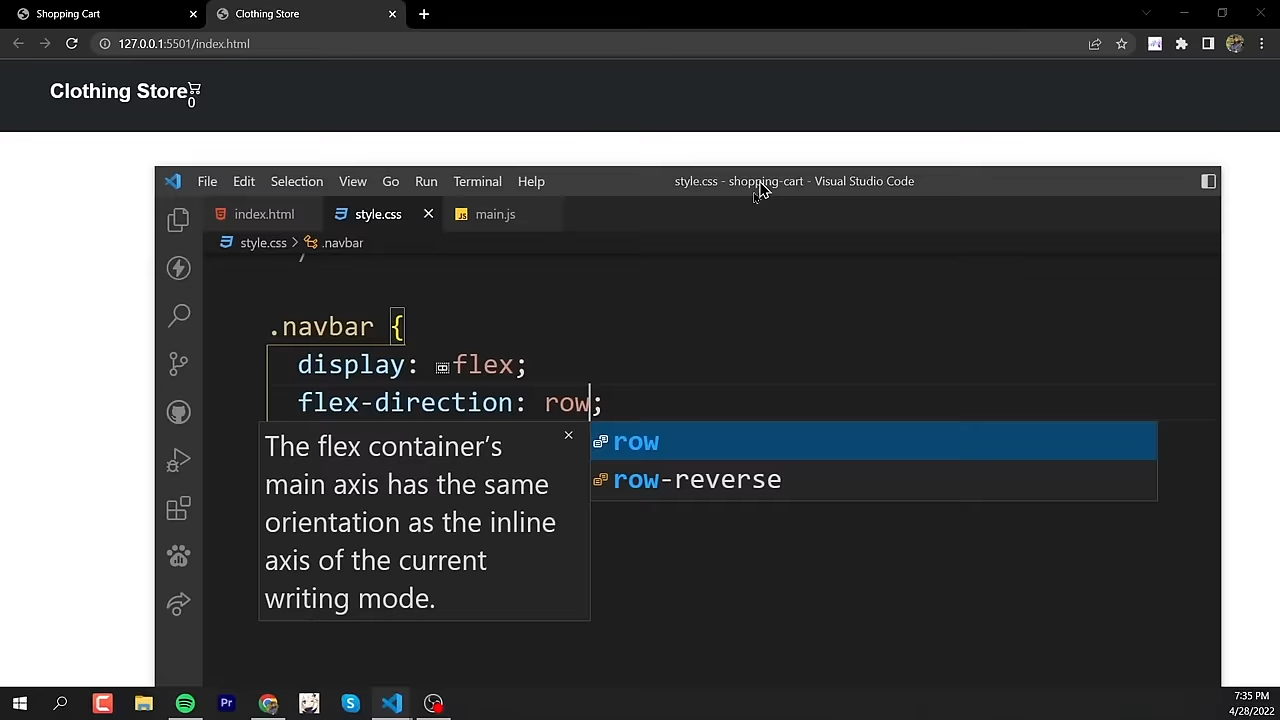 Shopping Cart
Clothing Store
127.0.0.1:5501/index.html
Clothing Store
0
File Edit Selection View Go Run Terminal Help
style.css - shopping-cart - Visual Studio Code
index.html
style.css
JS main.js
style.css > .navbar
.navbar {
display: flex;
flex-direction: row;
The flex container's
main axis has the same
orientation as the inline
axis of the current
writing mode.
row
row-reverse
Pr
S
7:35 PM
4/28/2022